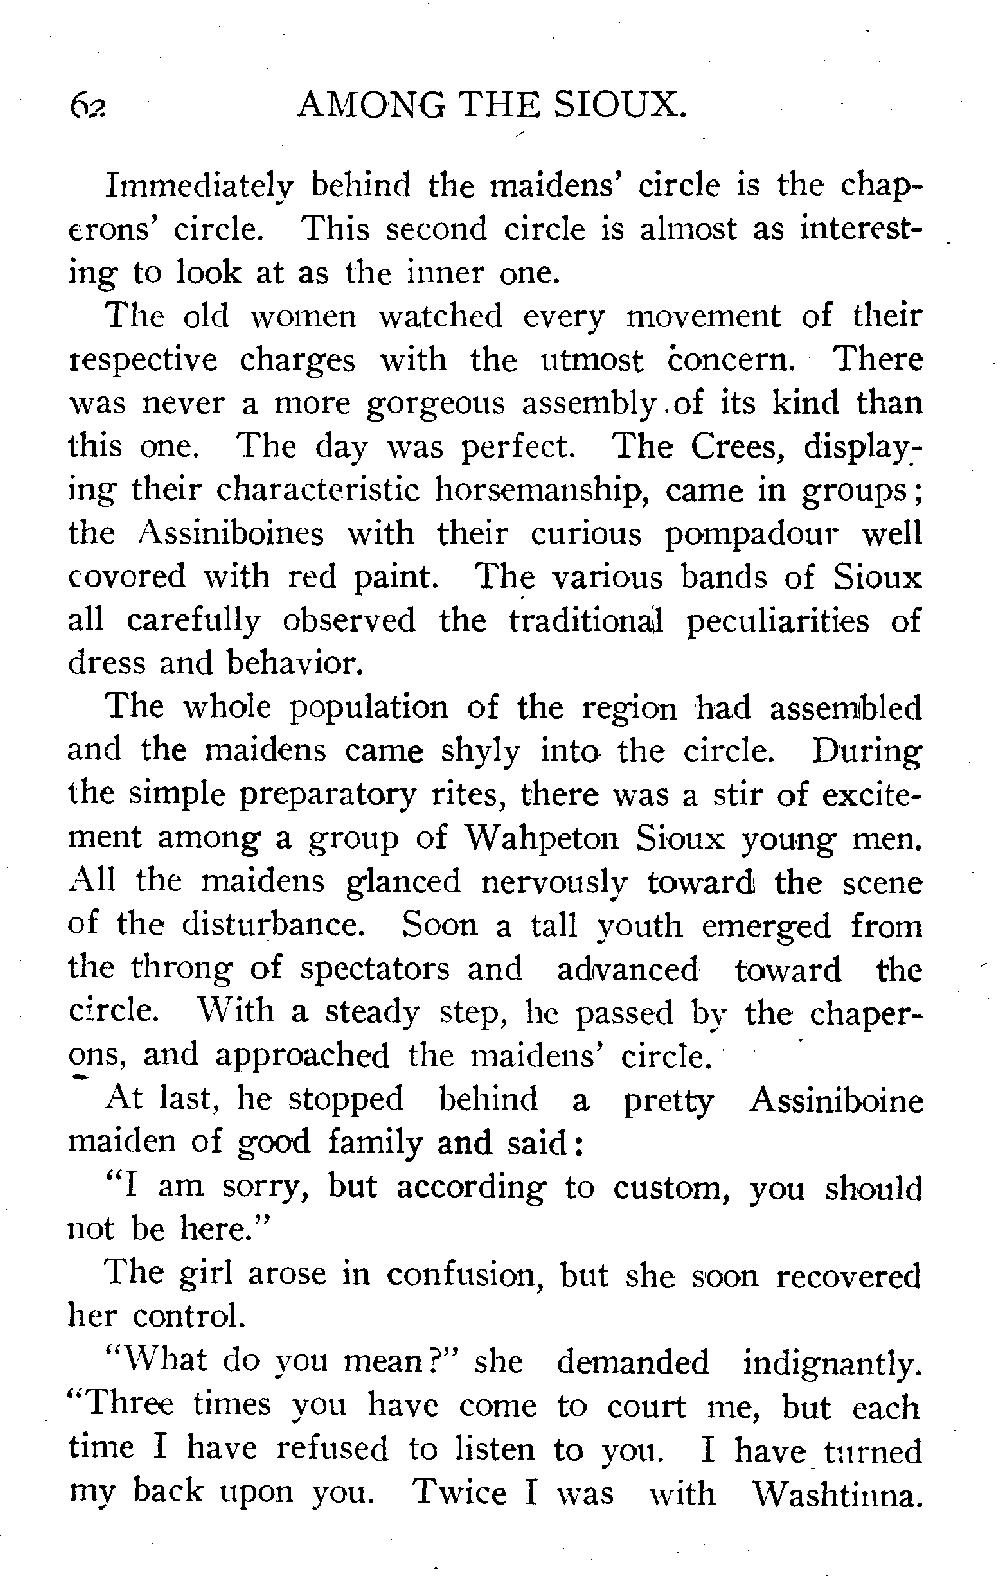 62 AMONG THE SIOUX.
Immediately behind the maidens' circle is the chap-
erons' circle. This second circle is almost as interest-
ing to look at as the inner one.
The old women watched every movement of their
respective charges with the utmost concern. There
was never a more gorgeous assembly of its kind than
this one. The day was perfect. The Crees, display-
ing their characteristic horsemanship, came in groups;
the Assiniboines with their curious pompadour well
covored with red paint. The various bands of Sioux
all carefully observed the traditional peculiarities of
dress and behavior.
The whole population of the region had assembled
and the maidens came shyly into the circle. During
the simple preparatory rites, there was a stir of excite-
ment among a group of Wahpeton Sioux young men.
All the maidens glanced nervously toward the scene
of the disturbance. Soon a tall youth emerged from
the throng of spectators and advanced toward the
circle. With a steady step, he passed by the chaper-
ons, and approached the maidens' circle.
At last, he stopped behind a pretty Assiniboine
maiden of good family and said:
"I am sorry, but according to custom, you should
not be here."
The girl arose in confusion, but she soon recovered
her control.
"What do you mean?" she demanded indignantly.
"Three times you have come to court me, but each
time I have refused to listen to you. I have turned
my back upon you. Twice I was with Washtinna.